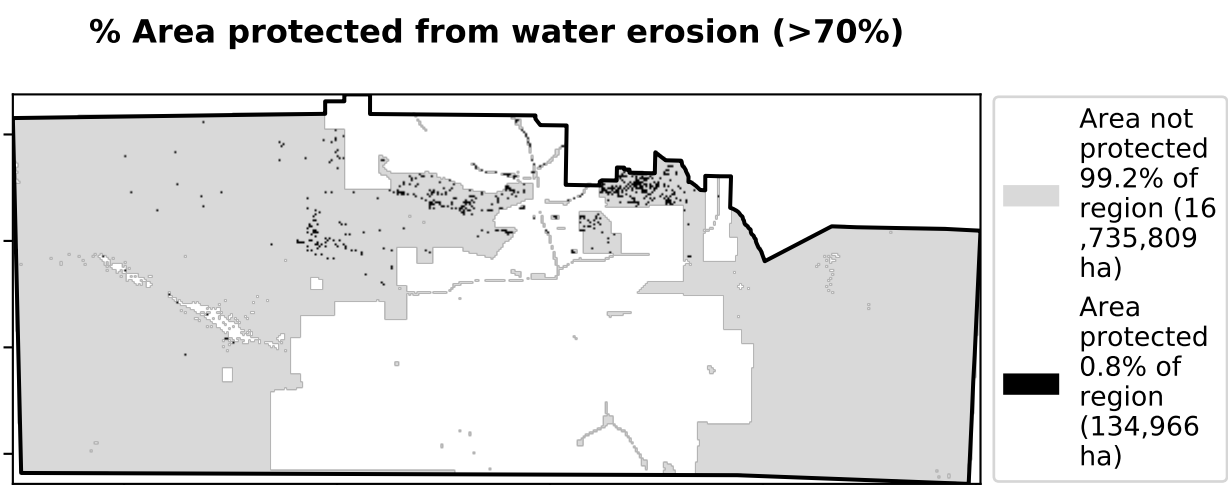 % Area protected from water erosion (>70%)
Area not
protected
99.2% of
region (16
,735,809
ha)
Area
protected
0.8% of
region
(134,966
ha)